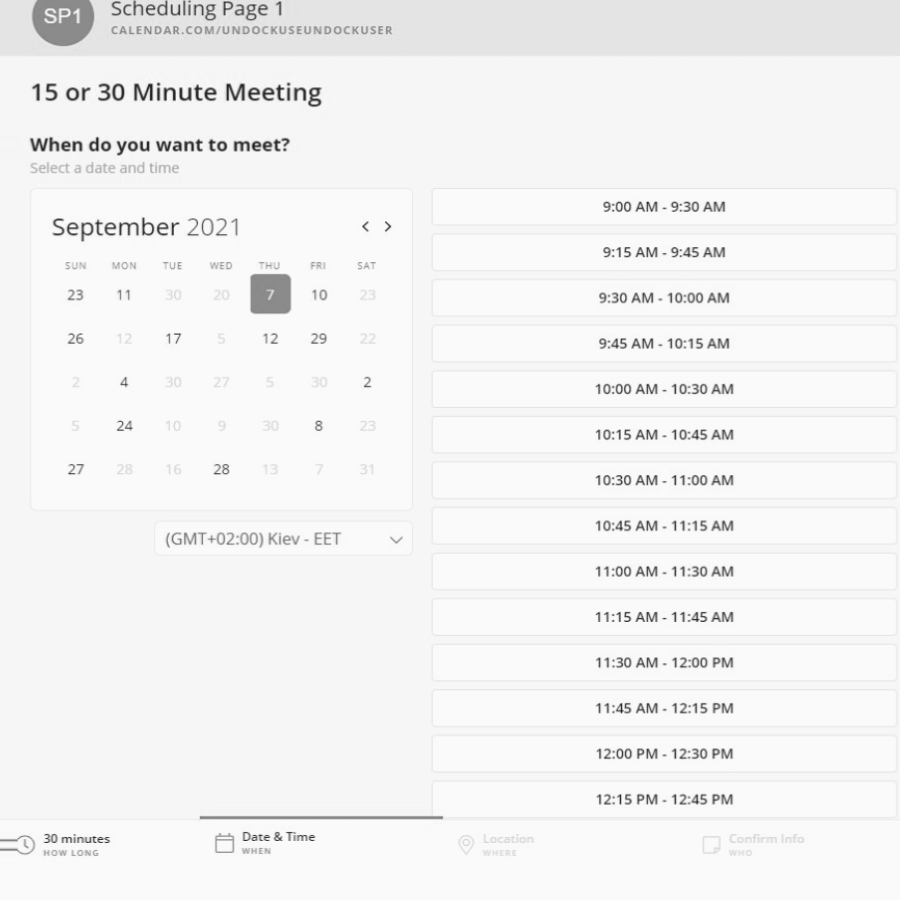 SP1
Scheduling Page 1
CALENDAR.COM/UNDOCKUSEUNDOCKUSER
15 or 30 Minute Meeting
When do you want to meet?
Select a date and time
September 2021
SUN MON TUE WED THU FRI SAT
23 11 30 20 7 10 23
26 12 17 5 12 29 22
2 4 30 27 5 30 2
5 24 10 9 30 8 23
27 28 16 28 13 7 31
(GMT+02:00) Kiev - EET
9:00 AM - 9:30 AM
9:15 AM - 9:45 AM
9:30 AM - 10:00 AM
9:45 AM - 10:15 AM
10:00 AM - 10:30 AM
10:15 AM - 10:45 AM
10:30 AM - 11:00 AM
10:45 AM - 11:15 AM
11:00 AM - 11:30 AM
11:15 AM - 11:45 AM
11:30 AM - 12:00 PM
11:45 AM - 12:15 PM
12:00 PM - 12:30 PM
12:15 PM - 12:45 PM
30 minutes
HOW LONG
Date & Time
WHEN
Location
WHERE
Confirm Info
WHO